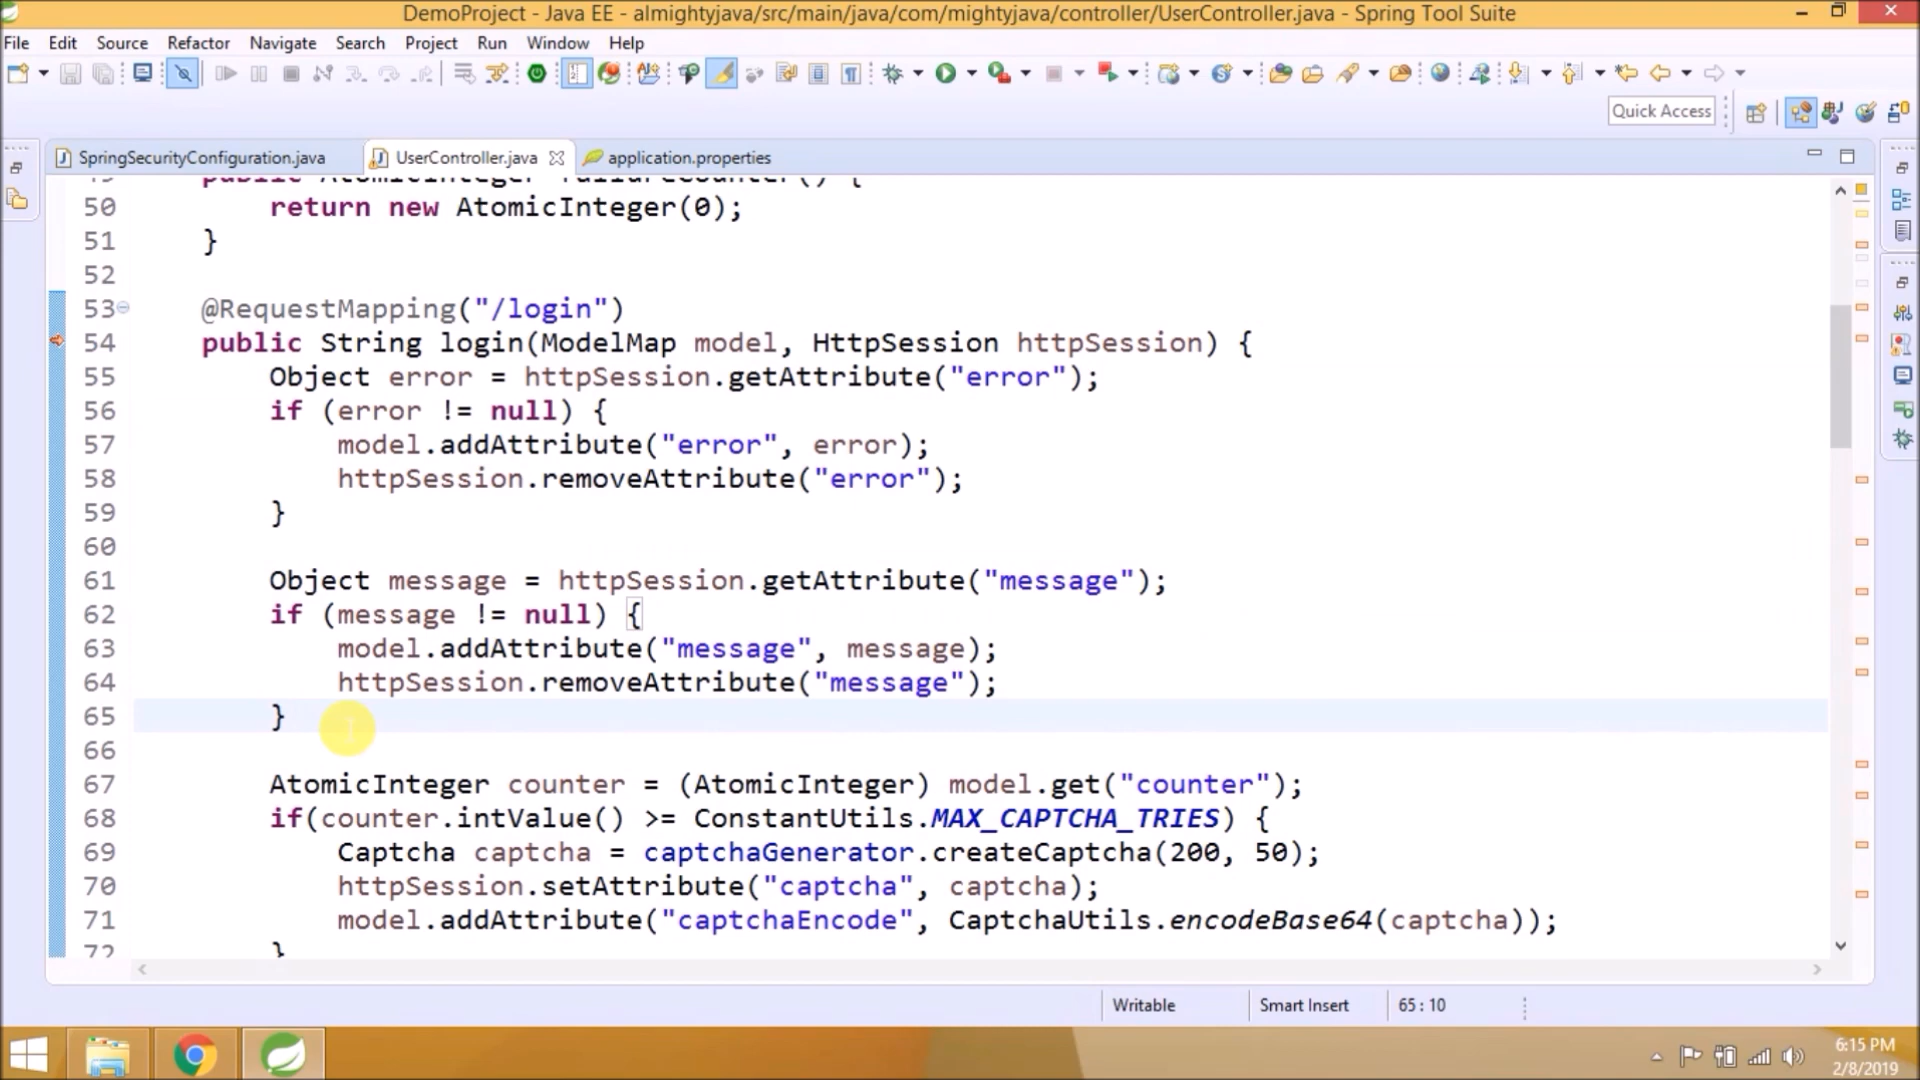 DemoProject - Java EE - almightyjava/src/main/java/com/mightyjava/controller/UserController.java - Spring Tool Suite
File Edit Source Refactor Navigate Search Project Run Window Help
Quick Access
SpringSecurityConfiguration.java UserController.java application.properties
50 return new AtomicInteger(0);
51 }
52
53 @RequestMapping("/login")
54 public String login(ModelMap model, HttpSession httpSession) {
55 Object error = httpSession.getAttribute("error");
56 if (error != null) {
57 model.addAttribute("error", error);
58 httpSession.removeAttribute("error");
59 }
60
61 Object message = httpSession.getAttribute("message");
62 if (message != null) {
63 model.addAttribute("message", message);
64 httpSession.removeAttribute("message");
65 }
66
67 AtomicInteger counter = (AtomicInteger) model.get("counter");
68 if(counter.intValue() >= ConstantUtils.MAX_CAPTCHA_TRIES) {
69 Captcha captcha = captchaGenerator.createCaptcha(200, 50);
70 httpSession.setAttribute("captcha", captcha);
71 model.addAttribute("captchaEncode", CaptchaUtils.encodeBase64(captcha));
72 }
Writable Smart Insert 65 : 10
6:15 PM
2/8/2019